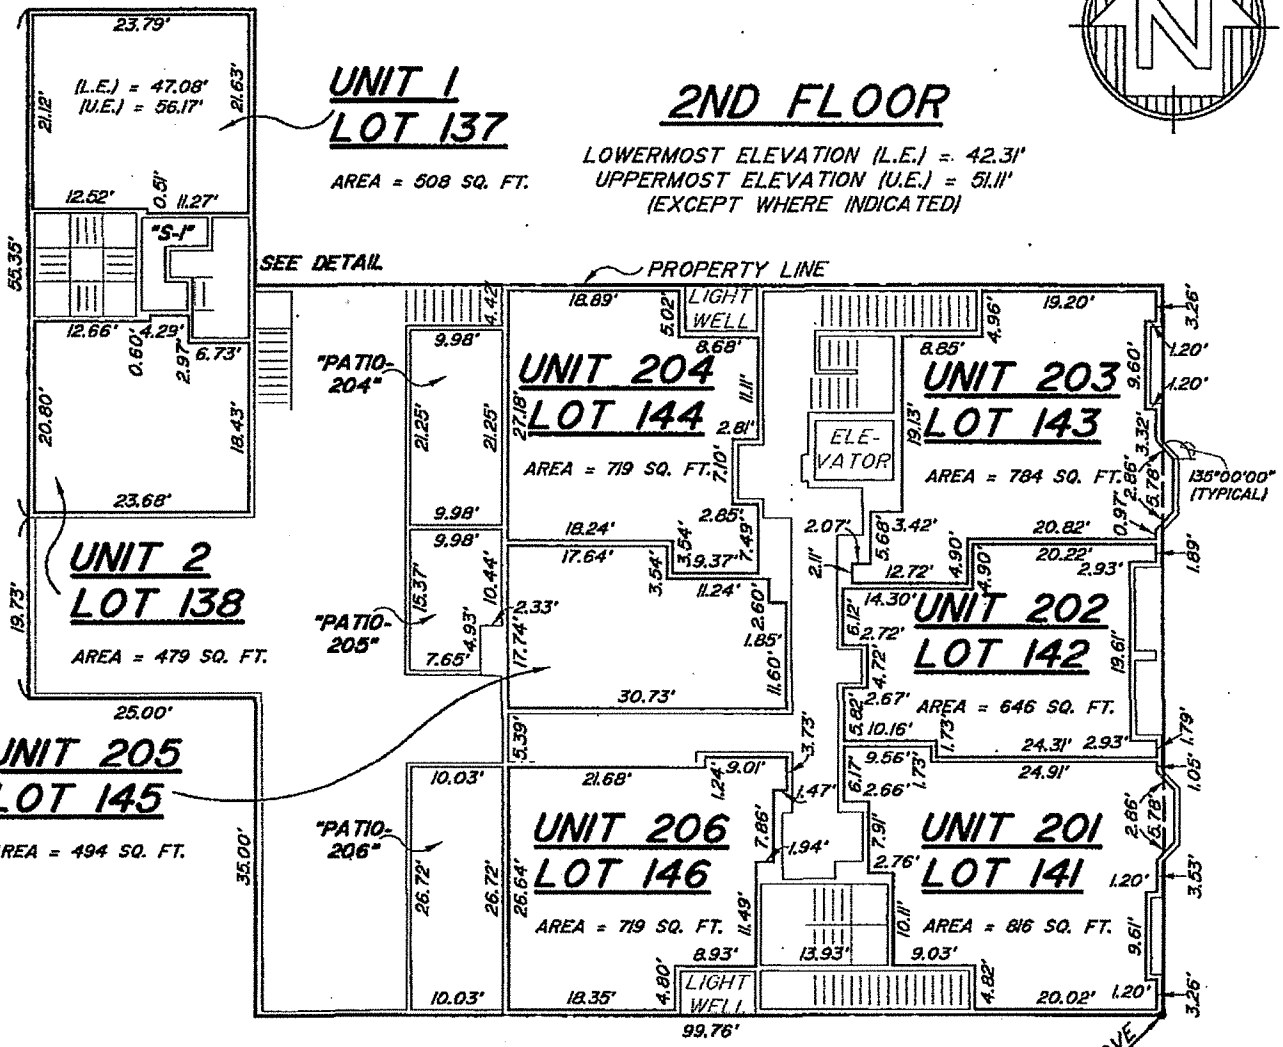 23.79'
(L.E.) = 47.08'
(U.E.) = 56.17'
21.12'
21.63'
UNIT 1
LOT 137
AREA = 508 SQ. FT.
2ND FLOOR
LOWERMOST ELEVATION (L.E.) = 42.31'
UPPERMOST ELEVATION (U.E.) = 51.11'
(EXCEPT WHERE INDICATED)
N
12.52'
0.51'
11.27'
"S-1"
55.35'
SEE DETAIL
PROPERTY LINE
12.66'
0.60'
4.29'
2.97'
6.73'
20.80'
18.43'
23.68'
UNIT 2
LOT 138
AREA = 479 SQ. FT.
19.73'
25.00'
35.00'
4.42'
9.98'
"PATIO-
204"
21.25'
21.25'
9.98'
18.89'
5.02'
LIGHT
WELL
8.68'
UNIT 204
LOT 144
AREA = 719 SQ. FT.
27.18'
11.11'
2.81'
7.10'
2.85'
7.49'
18.24'
3.54'
9.37'
ELE-
VATOR
19.20'
4.96'
8.85'
3.26'
1.20'
9.60'
1.20'
UNIT 203
LOT 143
AREA = 784 SQ. FT.
19.13'
3.32'
2.86'
5.78'
0.97'
135°00'00"
(TYPICAL)
2.07'
5.68'
3.42'
2.11'
12.72'
4.90'
20.82'
9.98'
15.37'
10.44'
2.33'
"PATIO-
205"
4.93'
7.65'
17.64'
3.54'
11.24'
2.60'
1.85'
17.74'
11.60'
30.73'
20.22'
4.90'
2.93'
1.89'
14.30'
UNIT 202
LOT 142
AREA = 646 SQ. FT.
6.12'
2.72'
4.72'
2.67'
5.82'
10.16'
1.73'
19.61'
24.31'
2.93'
1.79'
UNIT 205
LOT 145
AREA = 494 SQ. FT.
5.39'
10.03'
"PATIO-
206"
26.72'
26.72'
10.03'
21.68'
1.24'
9.01'
3.73'
1.47'
7.86'
1.94'
UNIT 206
LOT 146
AREA = 719 SQ. FT.
26.64'
11.49'
8.93'
4.80'
18.35'
LIGHT
WELL
13.93'
9.56'
1.73'
24.91'
1.05'
6.17'
2.66'
7.91'
2.76'
2.86'
5.78'
UNIT 201
LOT 141
AREA = 816 SQ. FT.
1.20'
3.53'
10.11'
9.61'
9.03'
4.82'
20.02'
1.20'
3.26'
99.76'